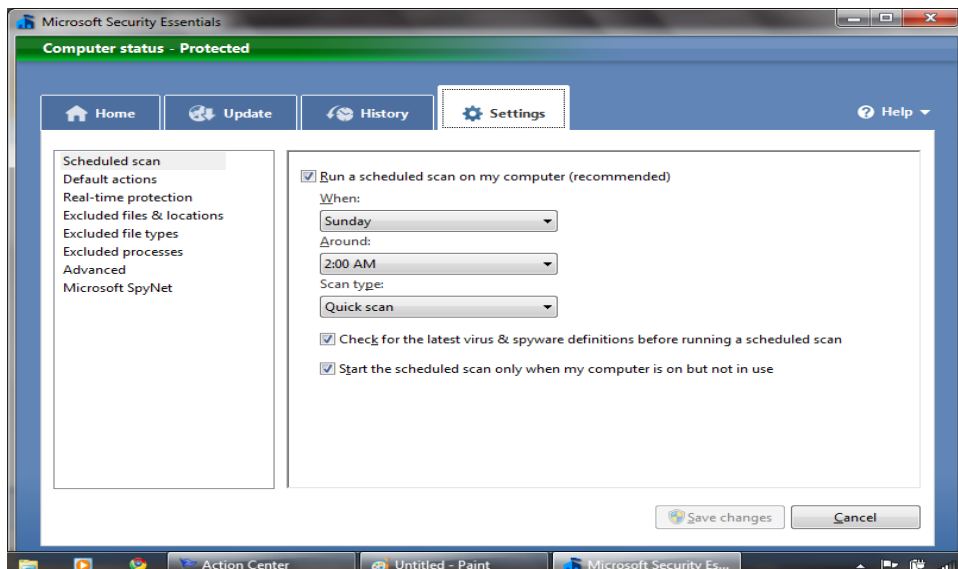 Microsoft Security Essentials
Computer status - Protected
Home
Update
History
Settings
Help
Scheduled scan
Default actions
Real-time protection
Excluded files & locations
Excluded file types
Excluded processes
Advanced
Microsoft SpyNet
Run a scheduled scan on my computer (recommended)
When:
Sunday
Around:
2:00 AM
Scan type:
Quick scan
Check for the latest virus & spyware definitions before running a scheduled scan
Start the scheduled scan only when my computer is on but not in use
Save changes
Cancel
Action Center
Untitled - Paint
Microsoft Security Es...